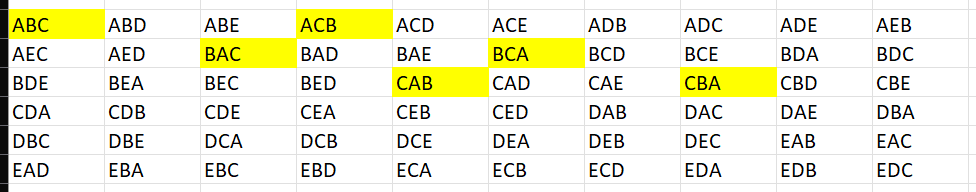 ABC ABD ABE ACB ACD ACE ADB ADC ADE AEB
AEC AED BAC BAD BAE BCA BCD BCE BDA BDC
BDE BEA BEC BED CAB CAD CAE CBA CBD CBE
CDA CDB CDE CEA CEB CED DAB DAC DAE DBA
DBC DBE DCA DCB DCE DEA DEB DEC EAB EAC
EAD EBA EBC EBD ECA ECB ECD EDA EDB EDC